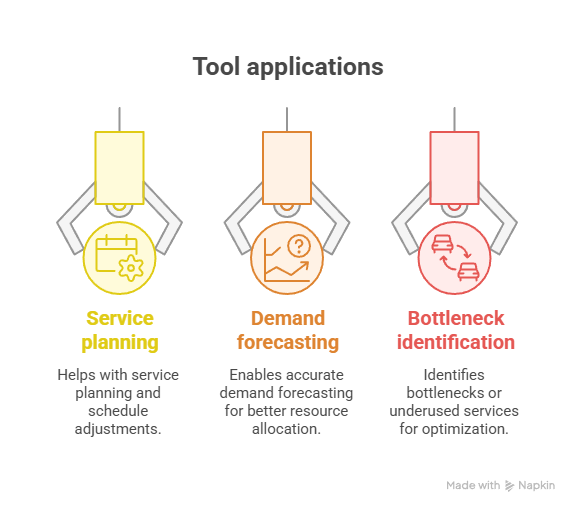 Tool applications
Service
planning
Helps with service
planning and
schedule
adjustments.
Demand
forecasting
Enables accurate
demand forecasting
for better resource
allocation.
Bottleneck
identification
Identifies
bottlenecks or
underused services
for optimization.
Made with Napkin